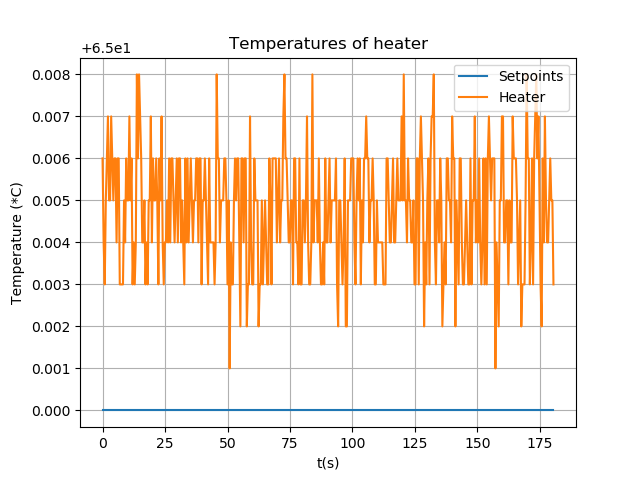 Temperatures of heater
+6.5e1
Setpoints
Heater
0.008
0.007
0.006
0.005
0.004
0.003
0.002
0.001
0.000
Temperature (*C)
0 25 50 75 100 125 150 175
t(s)